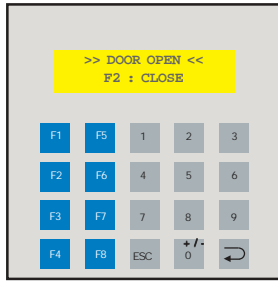 >> DOOR OPEN <<
F2 : CLOSE
F1 F5 1 2 3
F2 F6 4 5 6
F3 F7 7 8 9
F4 F8 ESC +/- 0